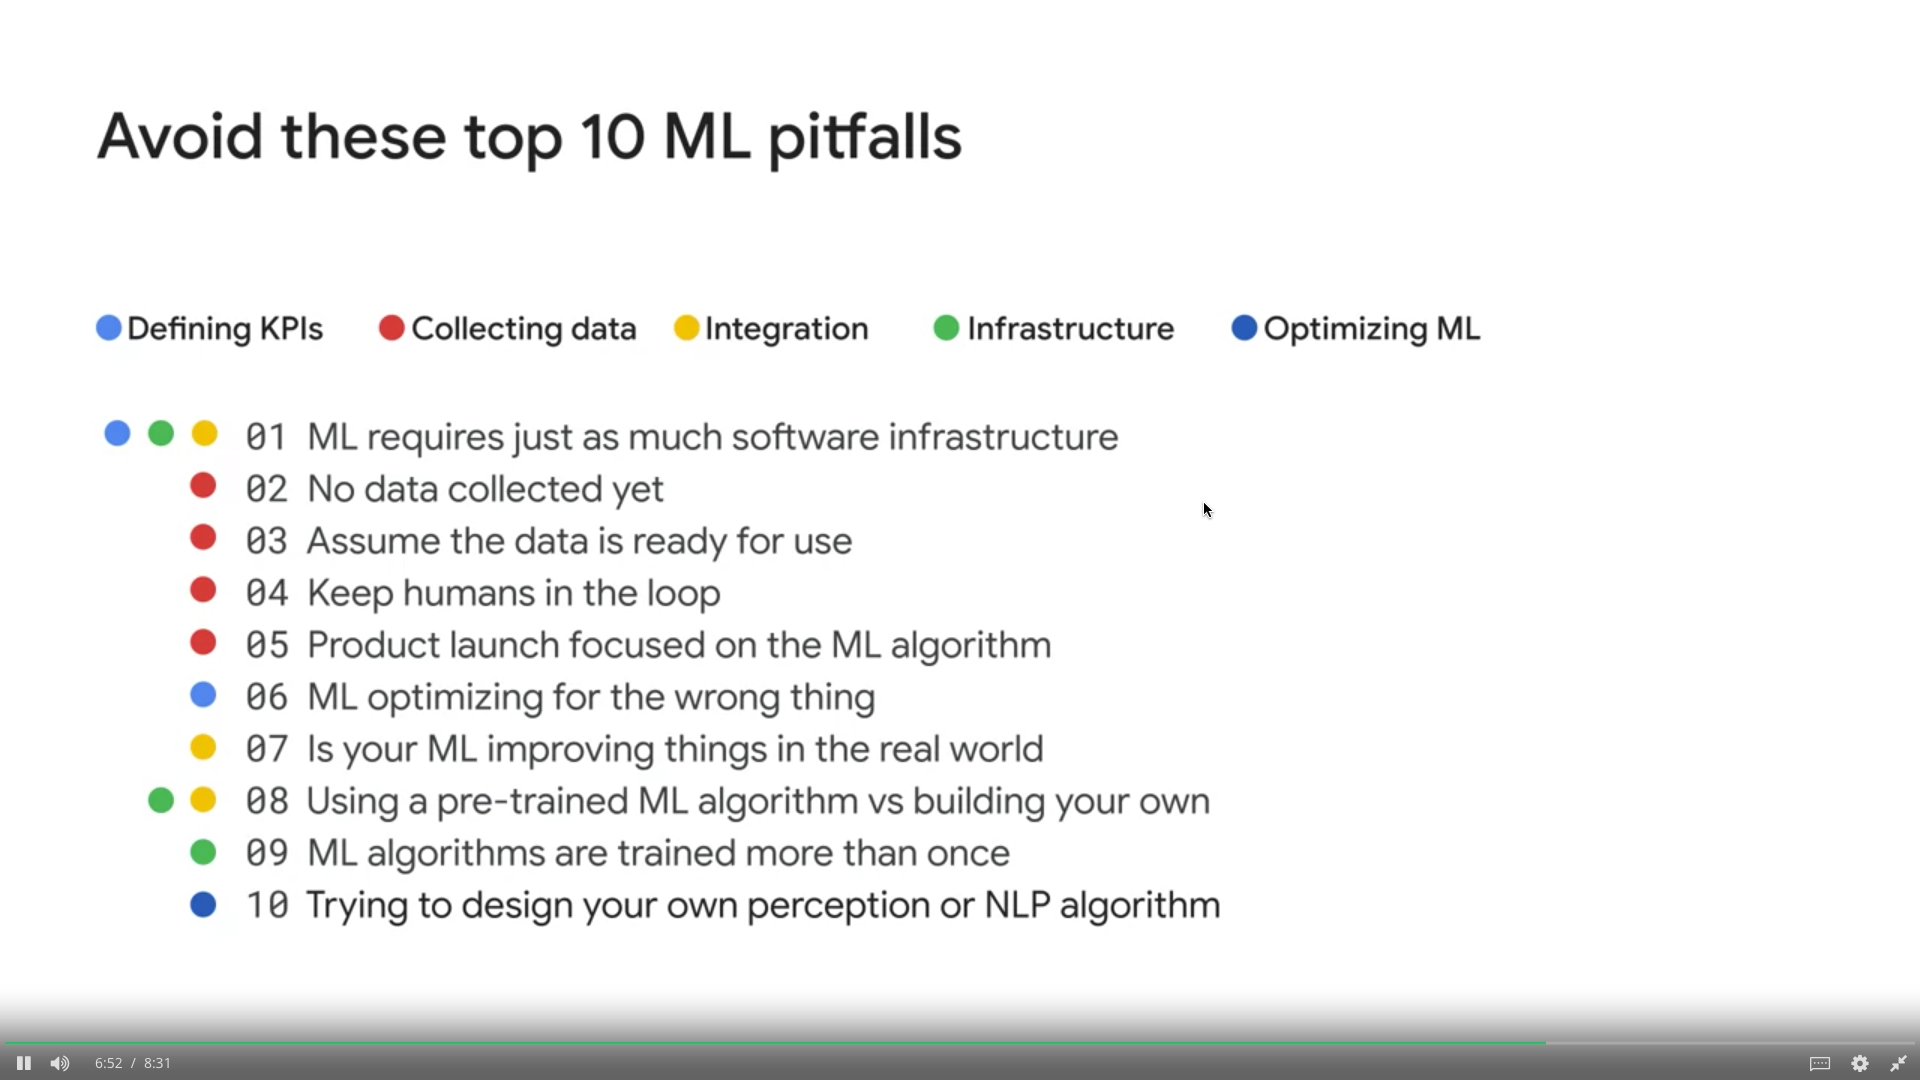 Avoid these top 10 ML pitfalls
Defining KPIs Collecting data Integration Infrastructure Optimizing ML
01 ML requires just as much software infrastructure
02 No data collected yet
03 Assume the data is ready for use
04 Keep humans in the loop
05 Product launch focused on the ML algorithm
06 ML optimizing for the wrong thing
07 Is your ML improving things in the real world
08 Using a pre-trained ML algorithm vs building your own
09 ML algorithms are trained more than once
10 Trying to design your own perception or NLP algorithm
6:52 / 8:31